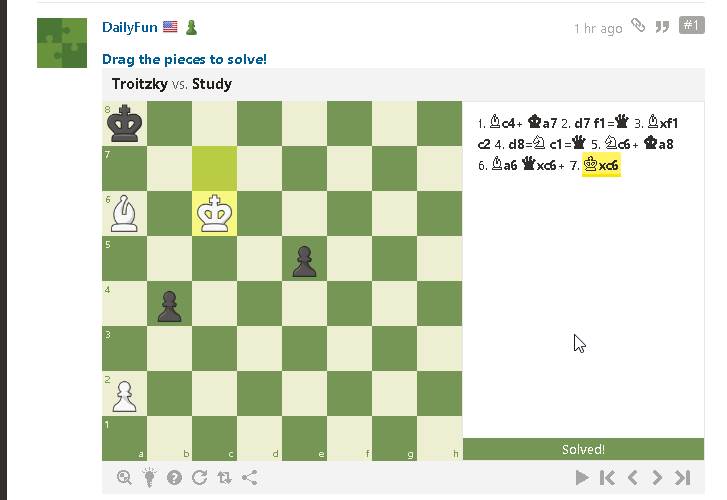 DailyFun
1 hr ago #1
Drag the pieces to solve!
Troitzky vs. Study
8
7
6
5
4
3
2
1
a b c d e f g h
1. ♗c4+ ♚a7 2. d7 f1=♛ 3. ♗xf1
c2 4. d8=♘ c1=♛ 5. ♘c6+ ♚a8
6. ♗a6 ♛xc6+ 7. ♔xc6
Solved!